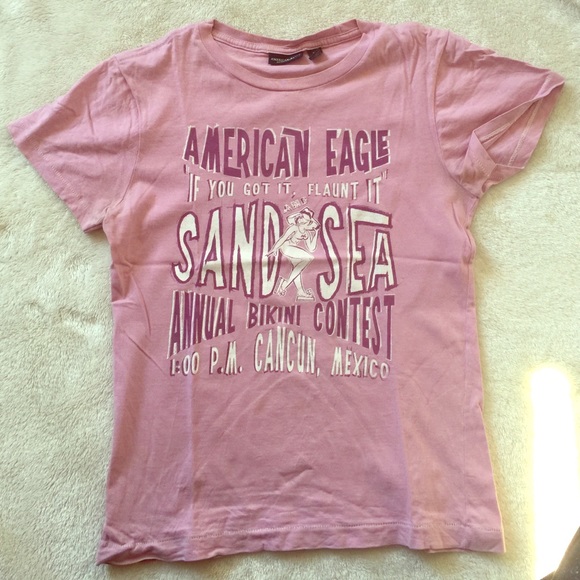 AMERICAN EAGLE
"IF YOU GOT IT, FLAUNT IT"
SAND SEA
ANNUAL BIKINI CONTEST
1:00 P.M. CANCUN, MEXICO